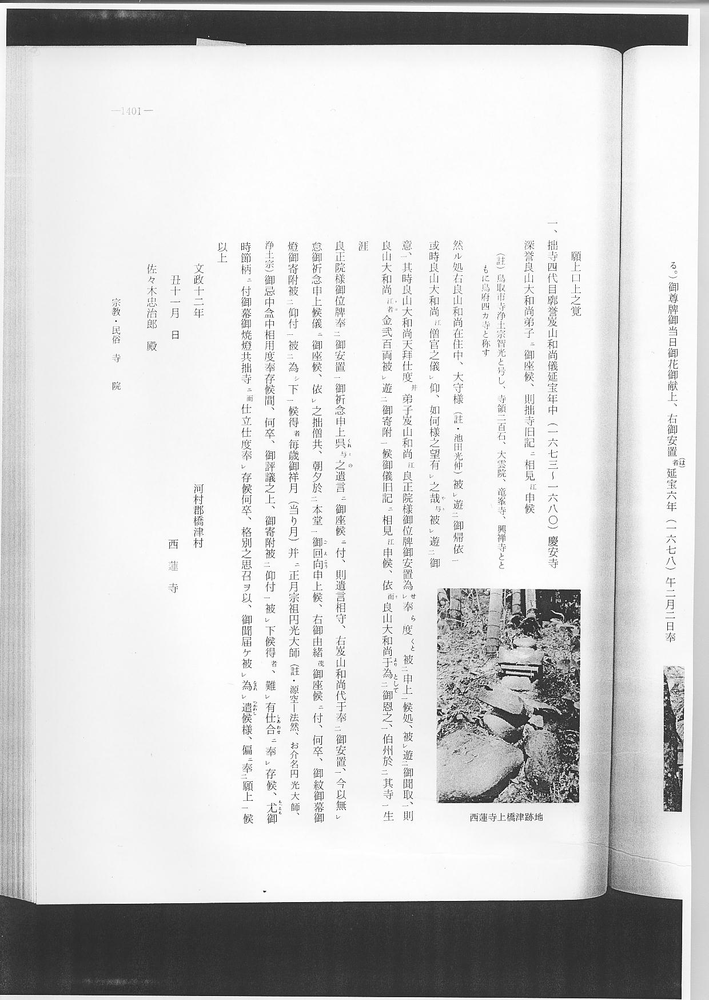 る。）御尊牌御当日御花御献上、右御安置者(は)延宝六年（一六七八）午二月二日奉
願上口上之覚
一、拙寺四代目廓誉岌山和尚儀延宝年中（一六七三〜一六八〇）慶安寺
深誉良山大和尚弟子ニ御座候、則拙寺旧記ニ相見江申候
（註）鳥取市寺浄土宗智光と号し、寺領二百石、大雲院、竜峯寺、興禅寺とと
もに鳥府四カ寺と称す
然ル処右良山和尚在住中、大守様（註・池田光仲）被レ遊ニ御帰依一
或時良山大和尚江僧官之儀レ仰、如何様之望有レ之哉与被レ遊ニ御
意一、其時良山大和尚天拜仕度并弟子岌山和尚江良正院様御位牌御安置為レ奉ら度くと被ニ申上一候処、被レ遊ニ御聞取一、則
良山大和尚江者金弐百両被レ遊ニ御寄附一候御儀旧記ニ相見江申候、依而良山大和尚于為ニ御恩之一、伯州於ニ其寺一生
涯
良正院様御位牌奉ニ御安置一御祈念申上呉与之遺言ニ御座候ニ付、則遺言相守、右岌山和尚代于奉ニ御安置一、今以無レ
怠御祈念申上候儀ニ御座候、依レ之拙僧共、朝夕於ニ本堂一御回向申上候、右御由緒茂御座候ニ付、何卒、御紋御幕御
燈御寄附被ニ仰付一被ニ為シ下一候得者毎歳御祥月（当り月）并ニ正月宗祖円光大師（註・源空ー法然、お介名円光大師、
浄土宗）御忌中盆中相用度奉存候間、何卒、御評議之上、御寄附被ニ仰付一被レ下候得者、難レ有仕合ニ奉レ存候、尤御
時節柄ニ付御幕御焼燈共拙寺ニ而仕立仕度奉レ存候何卒、格別之思召ヲ以、御聞届ケ被レ為レ遣候様、偏ニ奉ニ願上一候
以上
文政十二年
河村郡橋津村
丑十一月　日
西蓮寺
佐々木忠治郎　殿
宗教・民俗　寺　院
—1401—
西蓮寺上橋津跡地